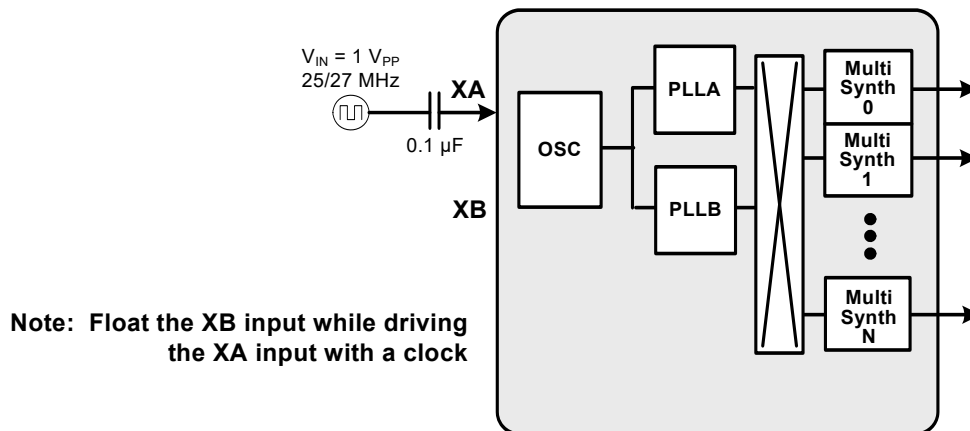 V_IN = 1 V_PP
25/27 MHz
XA
0.1 µF
XB
OSC
PLLA
PLLB
Multi
Synth
0
Multi
Synth
1
Multi
Synth
N
Note: Float the XB input while driving
the XA input with a clock